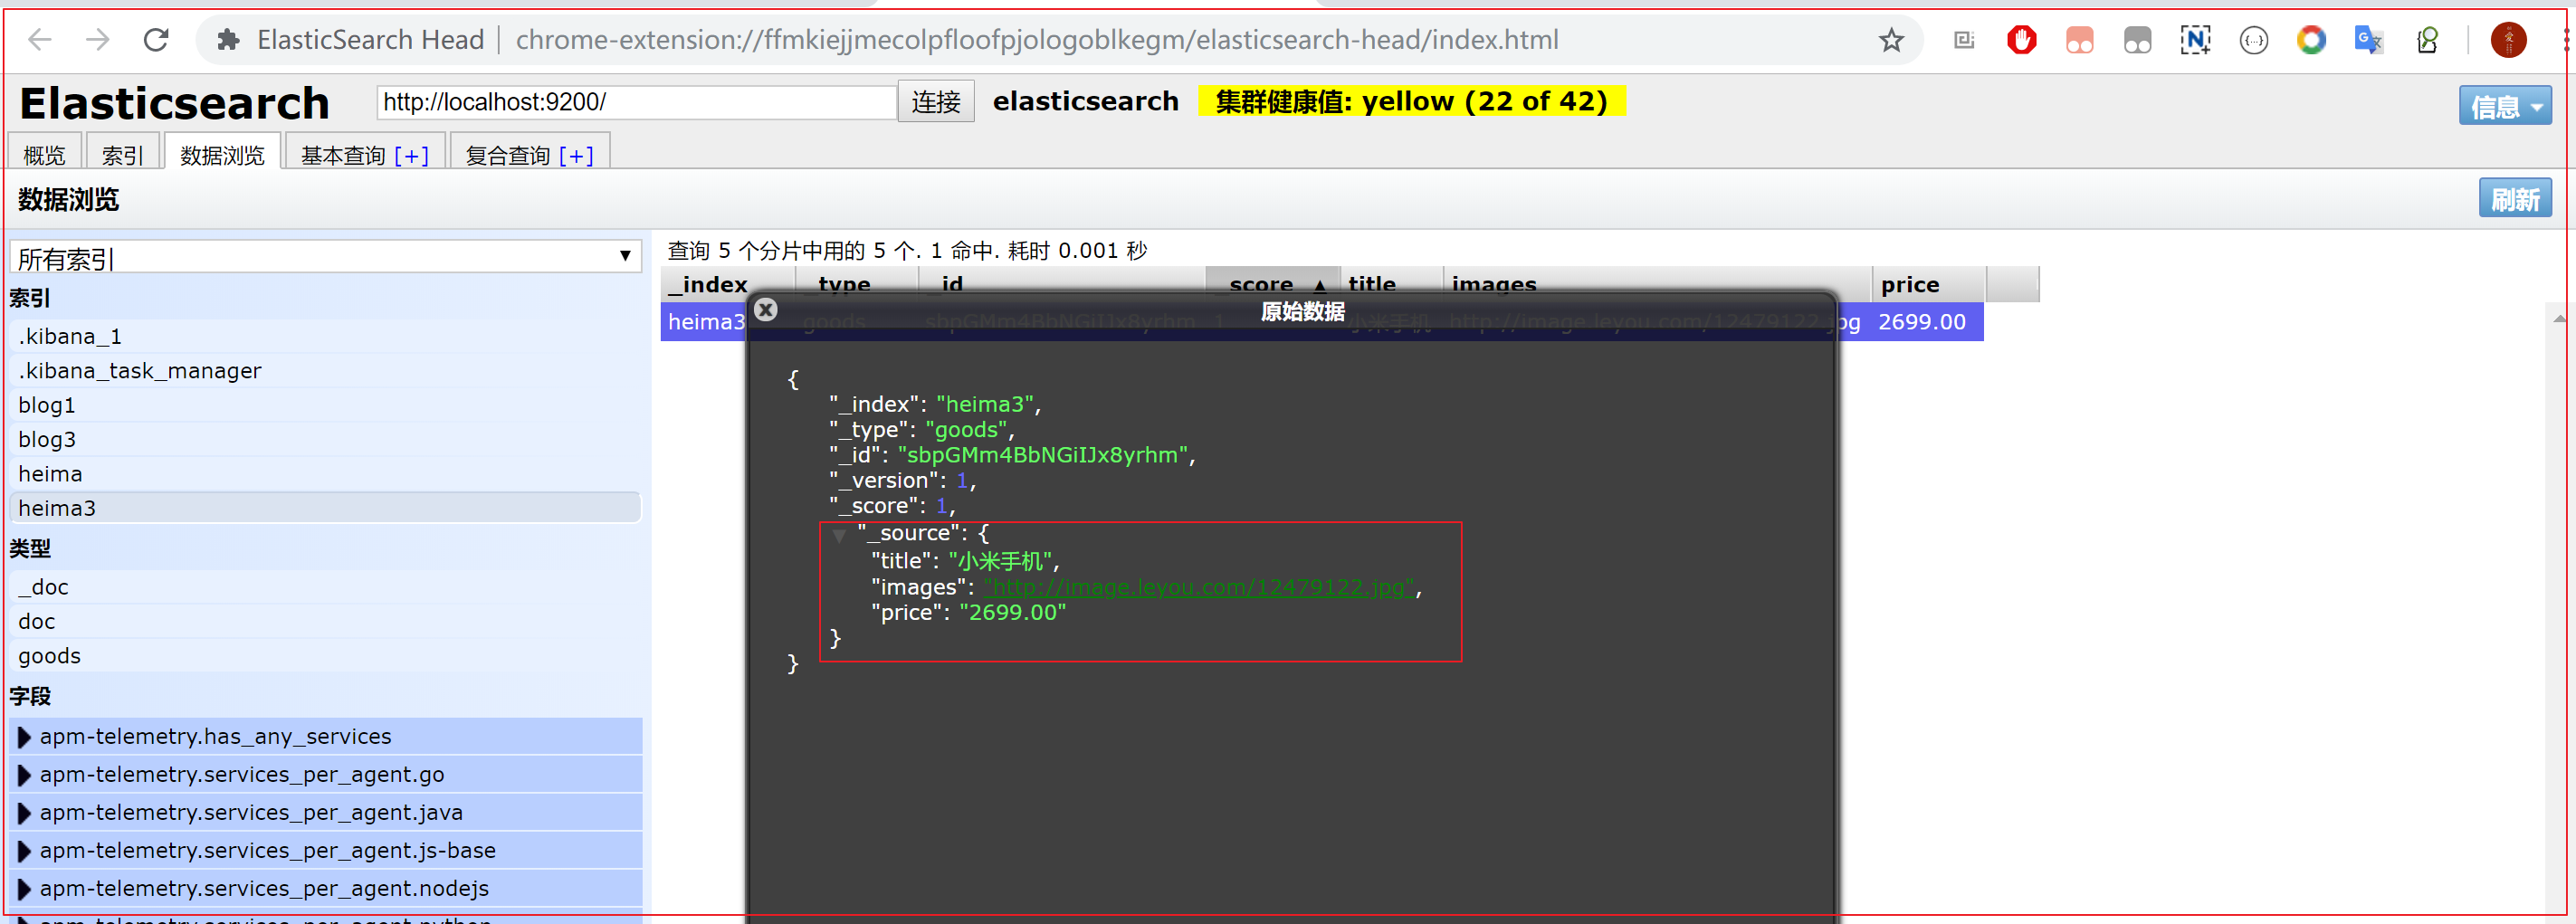 ElasticSearch Head | chrome-extension://ffmkiejjmecolpfloofpjologoblkegm/elasticsearch-head/index.html
Elasticsearch http://localhost:9200/ 连接 elasticsearch 集群健康值: yellow (22 of 42) 信息
概览 索引 数据浏览 基本查询 [+] 复合查询 [+]
数据浏览 刷新
所有索引
索引
.kibana_1
.kibana_task_manager
blog1
blog3
heima
heima3
类型
_doc
doc
goods
字段
apm-telemetry.has_any_services
apm-telemetry.services_per_agent.go
apm-telemetry.services_per_agent.java
apm-telemetry.services_per_agent.js-base
apm-telemetry.services_per_agent.nodejs
apm-telemetry.services_per_agent.python
查询 5 个分片中用的 5 个. 1 命中. 耗时 0.001 秒
_index _type _id _score ▲ title images price
heima3 goods sbpGMm4BbNGiIJx8yrhm 1 小米手机 http://image.leyou.com/12479122.jpg 2699.00
原始数据
{
"_index": "heima3",
"_type": "goods",
"_id": "sbpGMm4BbNGiIJx8yrhm",
"_version": 1,
"_score": 1,
"_source": {
"title": "小米手机",
"images": "http://image.leyou.com/12479122.jpg",
"price": "2699.00"
}
}